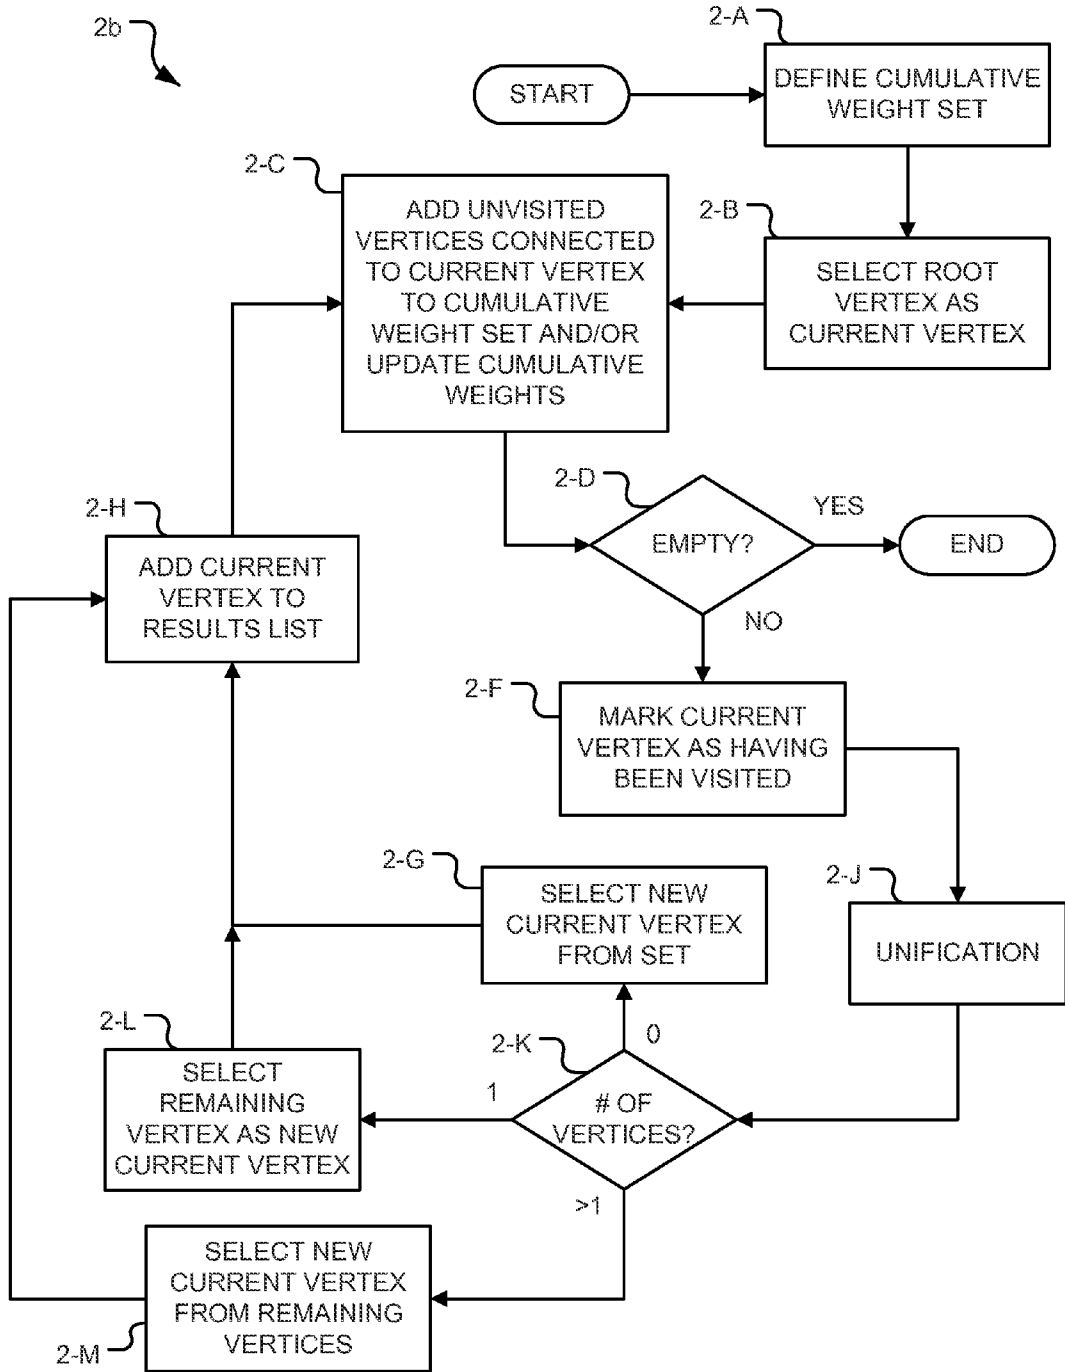 2b
2-A
START
DEFINE CUMULATIVE
WEIGHT SET
2-C
2-B
ADD UNVISITED
VERTICES CONNECTED
TO CURRENT VERTEX
TO CUMULATIVE
WEIGHT SET AND/OR
UPDATE CUMULATIVE
WEIGHTS
SELECT ROOT
VERTEX AS
CURRENT VERTEX
2-D
EMPTY?
YES
END
NO
2-H
ADD CURRENT
VERTEX TO
RESULTS LIST
2-F
MARK CURRENT
VERTEX AS HAVING
BEEN VISITED
2-G
SELECT NEW
CURRENT VERTEX
FROM SET
2-J
UNIFICATION
2-L
SELECT
REMAINING
VERTEX AS NEW
CURRENT VERTEX
2-K
0
1
# OF
VERTICES?
>1
SELECT NEW
CURRENT VERTEX
FROM REMAINING
VERTICES
2-M